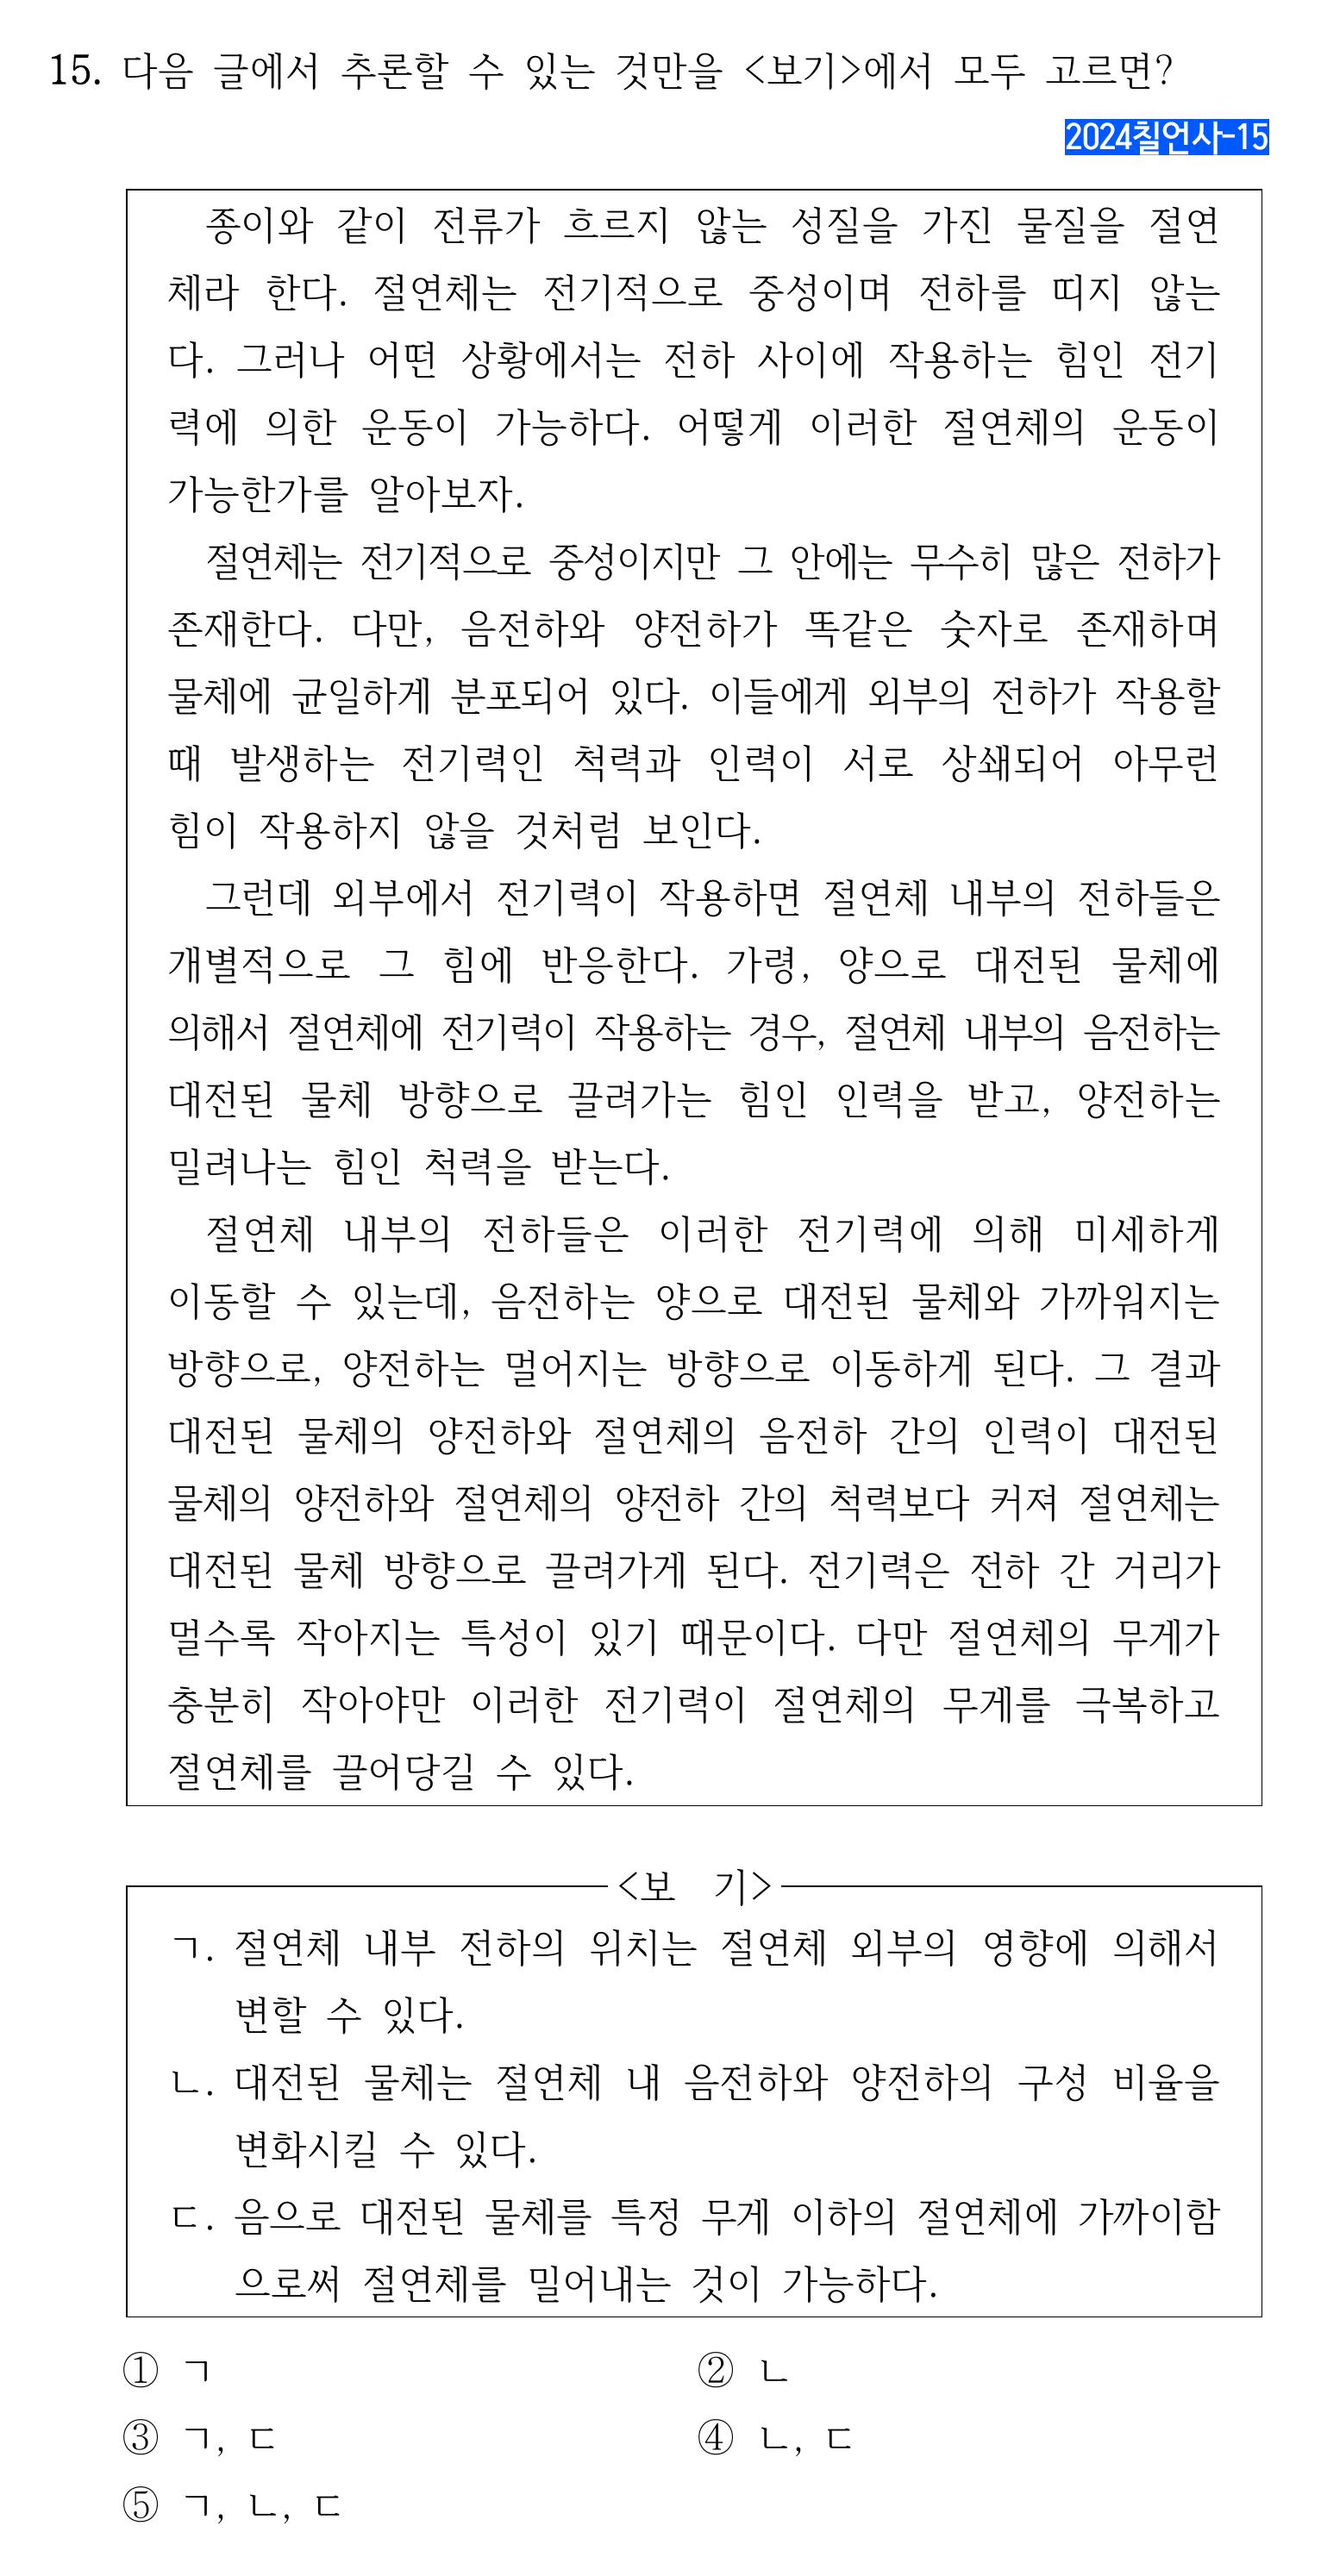 15. 다음 글에서 추론할 수 있는 것만을 <보기>에서 모두 고르면?
2024칠언사-15
종이와 같이 전류가 흐르지 않는 성질을 가진 물질을 절연
체라 한다. 절연체는 전기적으로 중성이며 전하를 띠지 않는
다. 그러나 어떤 상황에서는 전하 사이에 작용하는 힘인 전기
력에 의한 운동이 가능하다. 어떻게 이러한 절연체의 운동이
가능한가를 알아보자.
절연체는 전기적으로 중성이지만 그 안에는 무수히 많은 전하가
존재한다. 다만, 음전하와 양전하가 똑같은 숫자로 존재하며
물체에 균일하게 분포되어 있다. 이들에게 외부의 전하가 작용할
때 발생하는 전기력인 척력과 인력이 서로 상쇄되어 아무런
힘이 작용하지 않을 것처럼 보인다.
그런데 외부에서 전기력이 작용하면 절연체 내부의 전하들은
개별적으로 그 힘에 반응한다. 가령, 양으로 대전된 물체에
의해서 절연체에 전기력이 작용하는 경우, 절연체 내부의 음전하는
대전된 물체 방향으로 끌려가는 힘인 인력을 받고, 양전하는
밀려나는 힘인 척력을 받는다.
절연체 내부의 전하들은 이러한 전기력에 의해 미세하게
이동할 수 있는데, 음전하는 양으로 대전된 물체와 가까워지는
방향으로, 양전하는 멀어지는 방향으로 이동하게 된다. 그 결과
대전된 물체의 양전하와 절연체의 음전하 간의 인력이 대전된
물체의 양전하와 절연체의 양전하 간의 척력보다 커져 절연체는
대전된 물체 방향으로 끌려가게 된다. 전기력은 전하 간 거리가
멀수록 작아지는 특성이 있기 때문이다. 다만 절연체의 무게가
충분히 작아야만 이러한 전기력이 절연체의 무게를 극복하고
절연체를 끌어당길 수 있다.
<보 기>
ㄱ. 절연체 내부 전하의 위치는 절연체 외부의 영향에 의해서
변할 수 있다.
ㄴ. 대전된 물체는 절연체 내 음전하와 양전하의 구성 비율을
변화시킬 수 있다.
ㄷ. 음으로 대전된 물체를 특정 무게 이하의 절연체에 가까이함
으로써 절연체를 밀어내는 것이 가능하다.
① ㄱ ② ㄴ
③ ㄱ, ㄷ ④ ㄴ, ㄷ
⑤ ㄱ, ㄴ, ㄷ